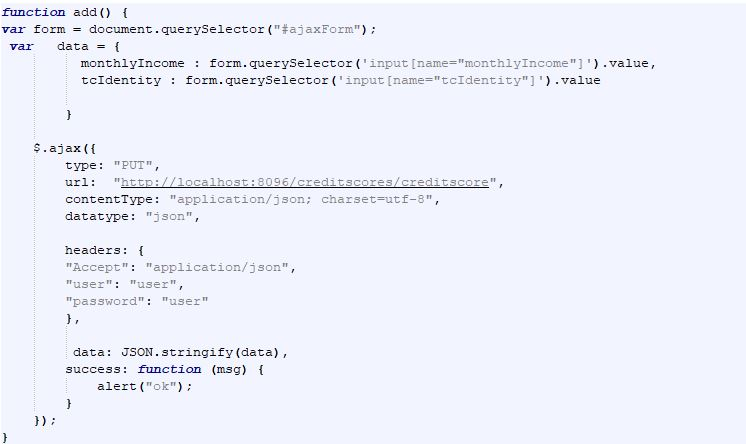 function add() {
var form = document.querySelector("#ajaxForm");
var data = {
monthlyIncome : form.querySelector('input[name="monthlyIncome"]').value,
tcIdentity : form.querySelector('input[name="tcIdentity"]').value
}
$.ajax({
type: "PUT",
url: "http://localhost:8096/creditscores/creditscore",
contentType: "application/json; charset=utf-8",
datatype: "json",
headers: {
"Accept": "application/json",
"user": "user",
"password": "user"
},
data: JSON.stringify(data),
success: function (msg) {
alert("ok");
}
});
}